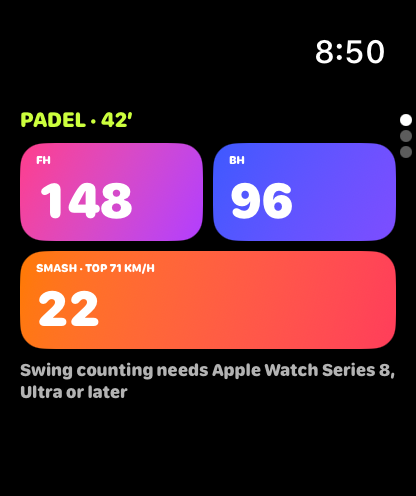 8:50
PADEL · 42′
FH
148
BH
96
SMASH · TOP 71 KM/H
22
Swing counting needs Apple Watch Series 8,
Ultra or later